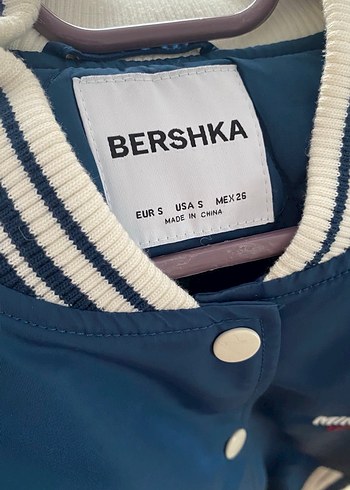 BERSHKA
EUR S USA S MEX 26
MADE IN CHINA